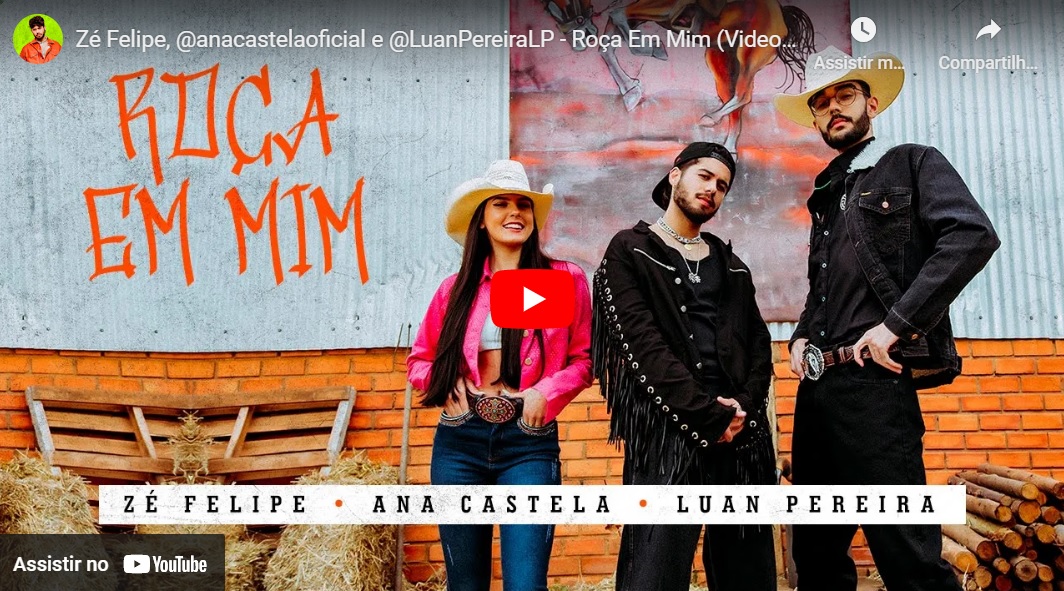 Zé Felipe, @anacastelaoficial e @LuanPereiraLP - Roça Em Mim (Video...
Assistir m...
Compartilh...
ROÇA
EM MIM
ZÉ FELIPE • ANA CASTELA • LUAN PEREIRA
Assistir no YouTube